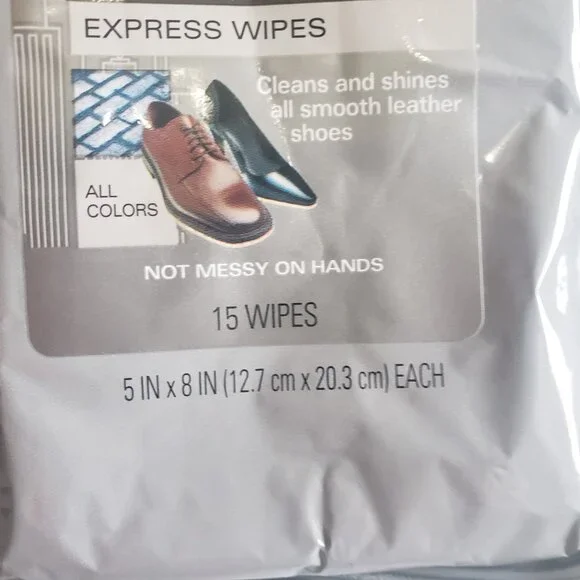 EXPRESS WIPES
Cleans and shines
all smooth leather
shoes
ALL
COLORS
NOT MESSY ON HANDS
15 WIPES
5 IN x 8 IN (12.7 cm x 20.3 cm) EACH